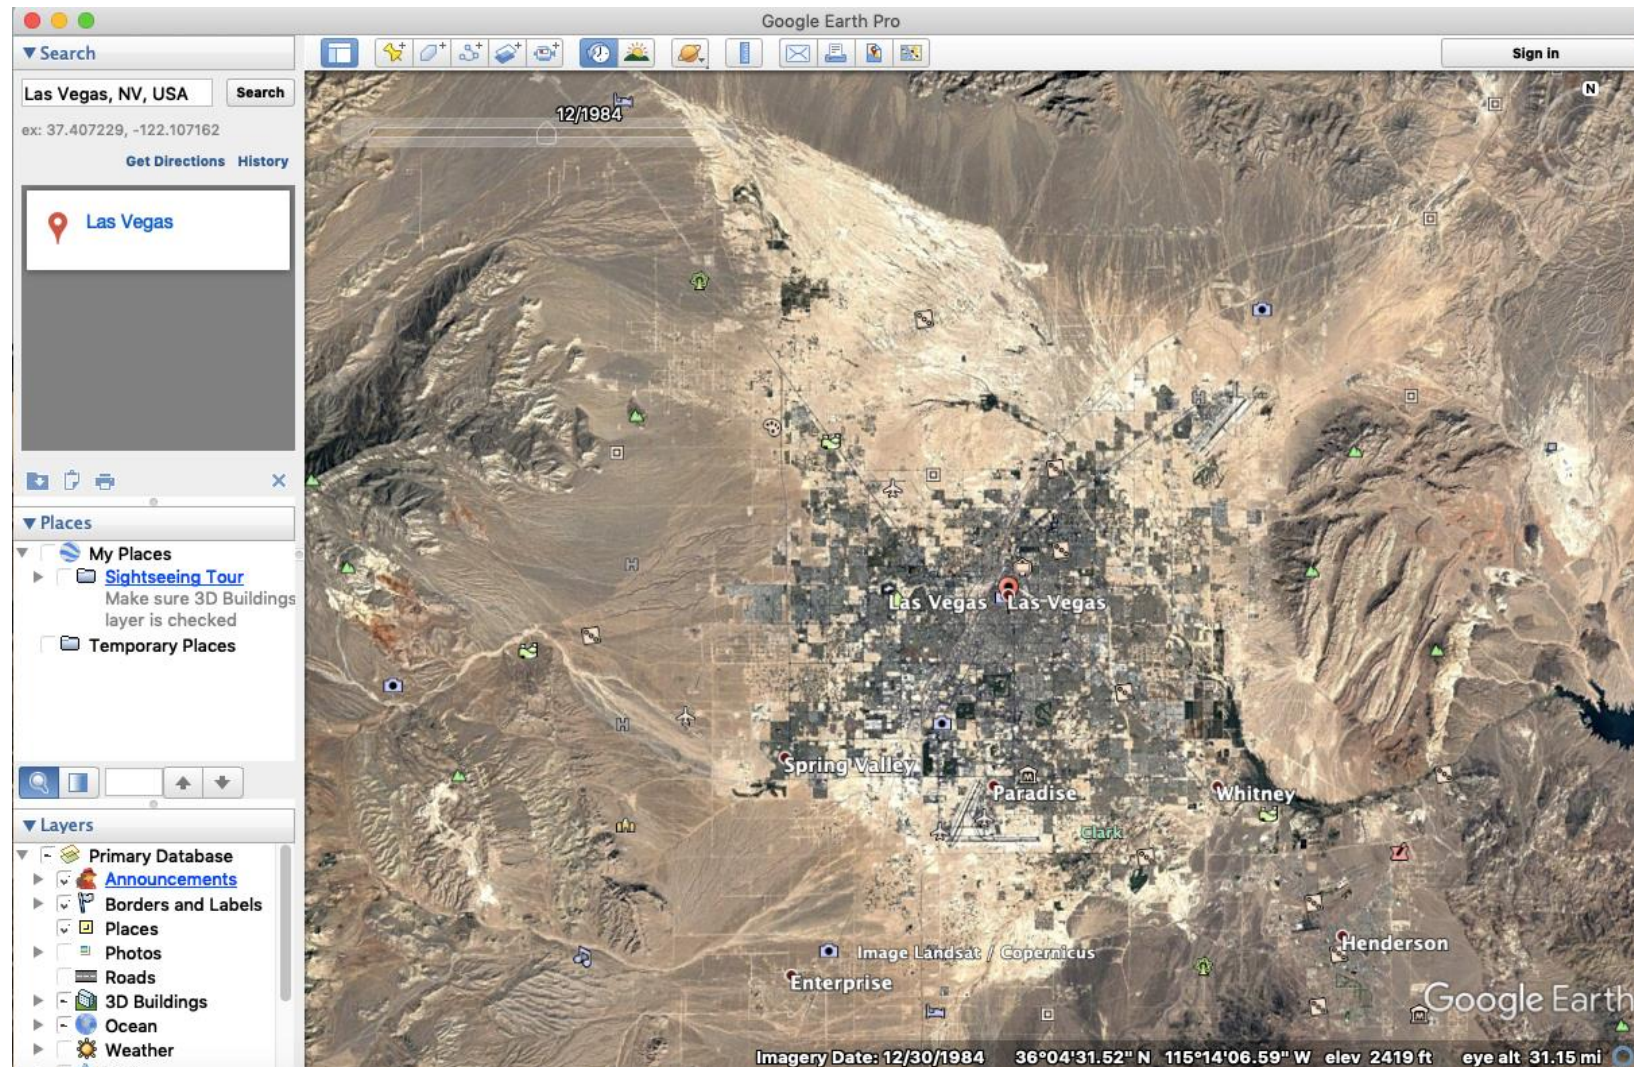 Google Earth Pro
Search
Sign in
Las Vegas, NV, USA
Search
ex: 37.407229, -122.107162
Get Directions History
Las Vegas
Places
My Places
Sightseeing Tour
Make sure 3D Buildings
layer is checked
Temporary Places
Layers
Primary Database
Announcements
Borders and Labels
Places
Photos
Roads
3D Buildings
Ocean
Weather
12/1984
N
H
L
H
Las Vegas
Las Vegas
H
Spring Valley
Paradise
Whitney
Clark
Henderson
Image Landsat / Copernicus
Enterprise
Google Earth
Imagery Date: 12/30/1984 36°04'31.52" N 115°14'06.59" W elev 2419 ft eye alt 31.15 mi